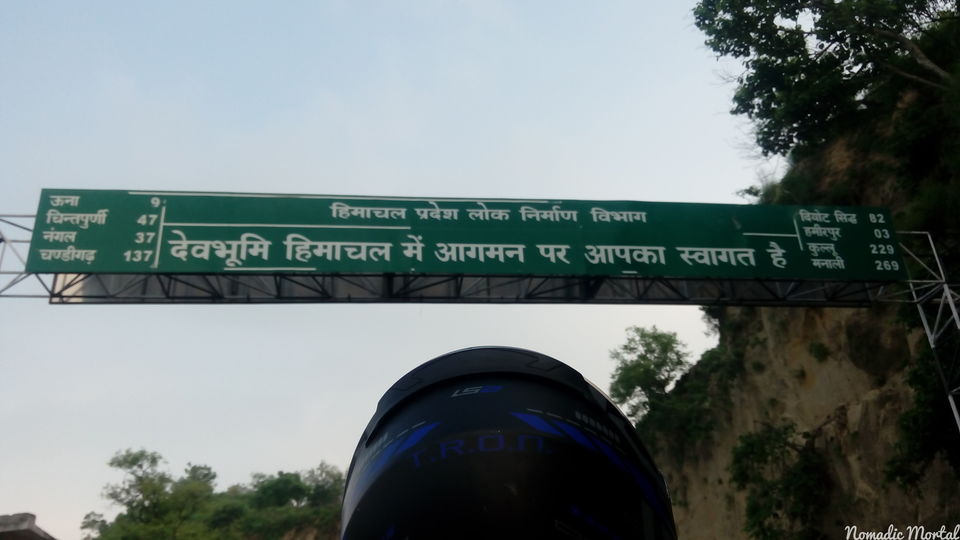 ऊना 9
चिन्तपुर्णी 47
नंगल 37
चण्डीगढ़ 137
हिमाचल प्रदेश लोक निर्माण विभाग
देवभूमि हिमाचल में आगमन पर आपका स्वागत है
सिद्ध 82
हमीरपुर 03
कुल्लू 229
मनाली 269
LS2
T.R.O.N.
Nomadic Mortal